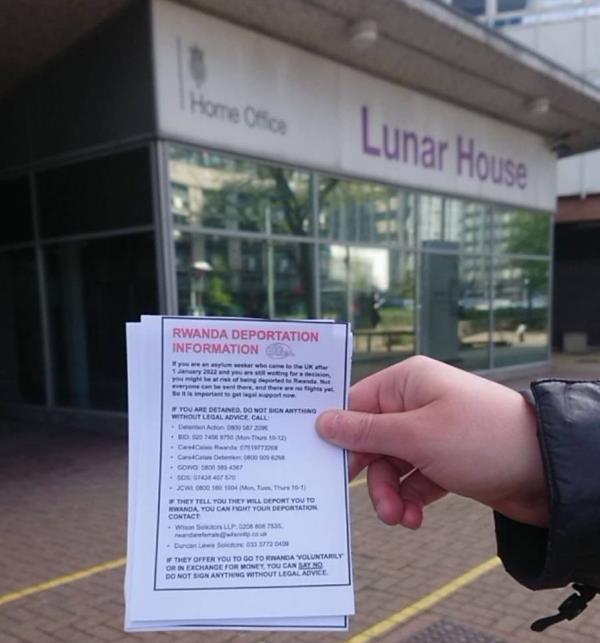 Home Office
Lunar House
RWANDA DEPORTATION
INFORMATION
If you are an asylum seeker who came to the UK after
1 January 2022 and you are still waiting for a decision,
you might be at risk of being deported to Rwanda. Not
everyone can be sent there, and there are no flights yet.
So it is important to get legal support now.
IF YOU ARE DETAINED, DO NOT SIGN ANYTHING
WITHOUT LEGAL ADVICE. CALL:
• Detention Action: 0800 587 2096
• BID: 020 7456 9750 (Mon-Thurs 10-12)
• Care4Calais Rwanda: 07519773268
• Care4Calais Detention: 0800 009 6268
• GDWG: 0800 389 4367
• SDS: 07438 407 570
• JCWI: 0800 160 1004 (Mon, Tues, Thurs 10-1)
IF THEY TELL YOU THEY WILL DEPORT YOU TO
RWANDA, YOU CAN FIGHT YOUR DEPORTATION.
CONTACT:
• Wilson Solicitors LLP: 0208 808 7535,
rwandareferrals@wilsonllp.co.uk
• Duncan Lewis Solicitors: 033 3772 0409
IF THEY OFFER YOU TO GO TO RWANDA 'VOLUNTARILY'
OR IN EXCHANGE FOR MONEY, YOU CAN SAY NO.
DO NOT SIGN ANYTHING WITHOUT LEGAL ADVICE.